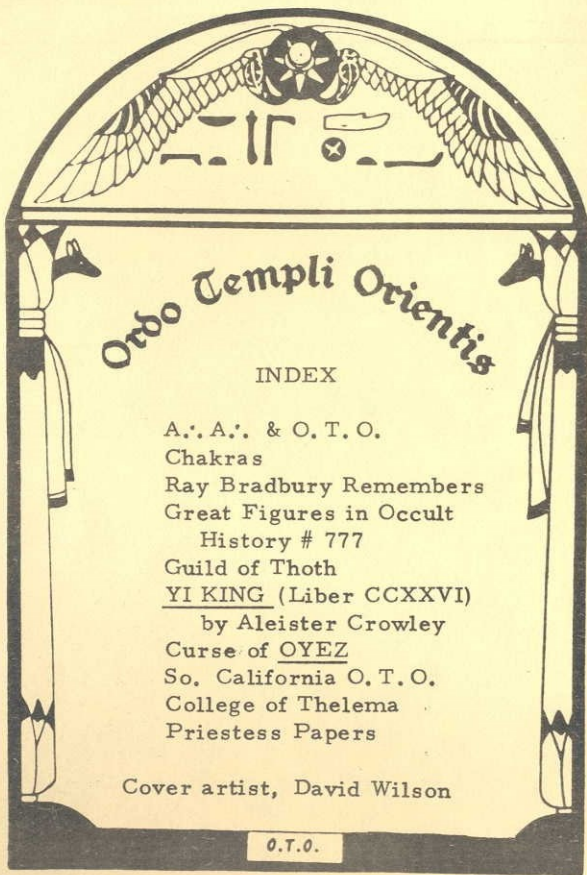 Ordo Templi Orientis
INDEX
A∴ A∴ & O. T. O.
Chakras
Ray Bradbury Remembers
Great Figures in Occult
History # 777
Guild of Thoth
YI KING (Liber CCXXVI)
by Aleister Crowley
Curse of OYEZ
So. California O. T. O.
College of Thelema
Priestess Papers
Cover artist, David Wilson
O.T.O.